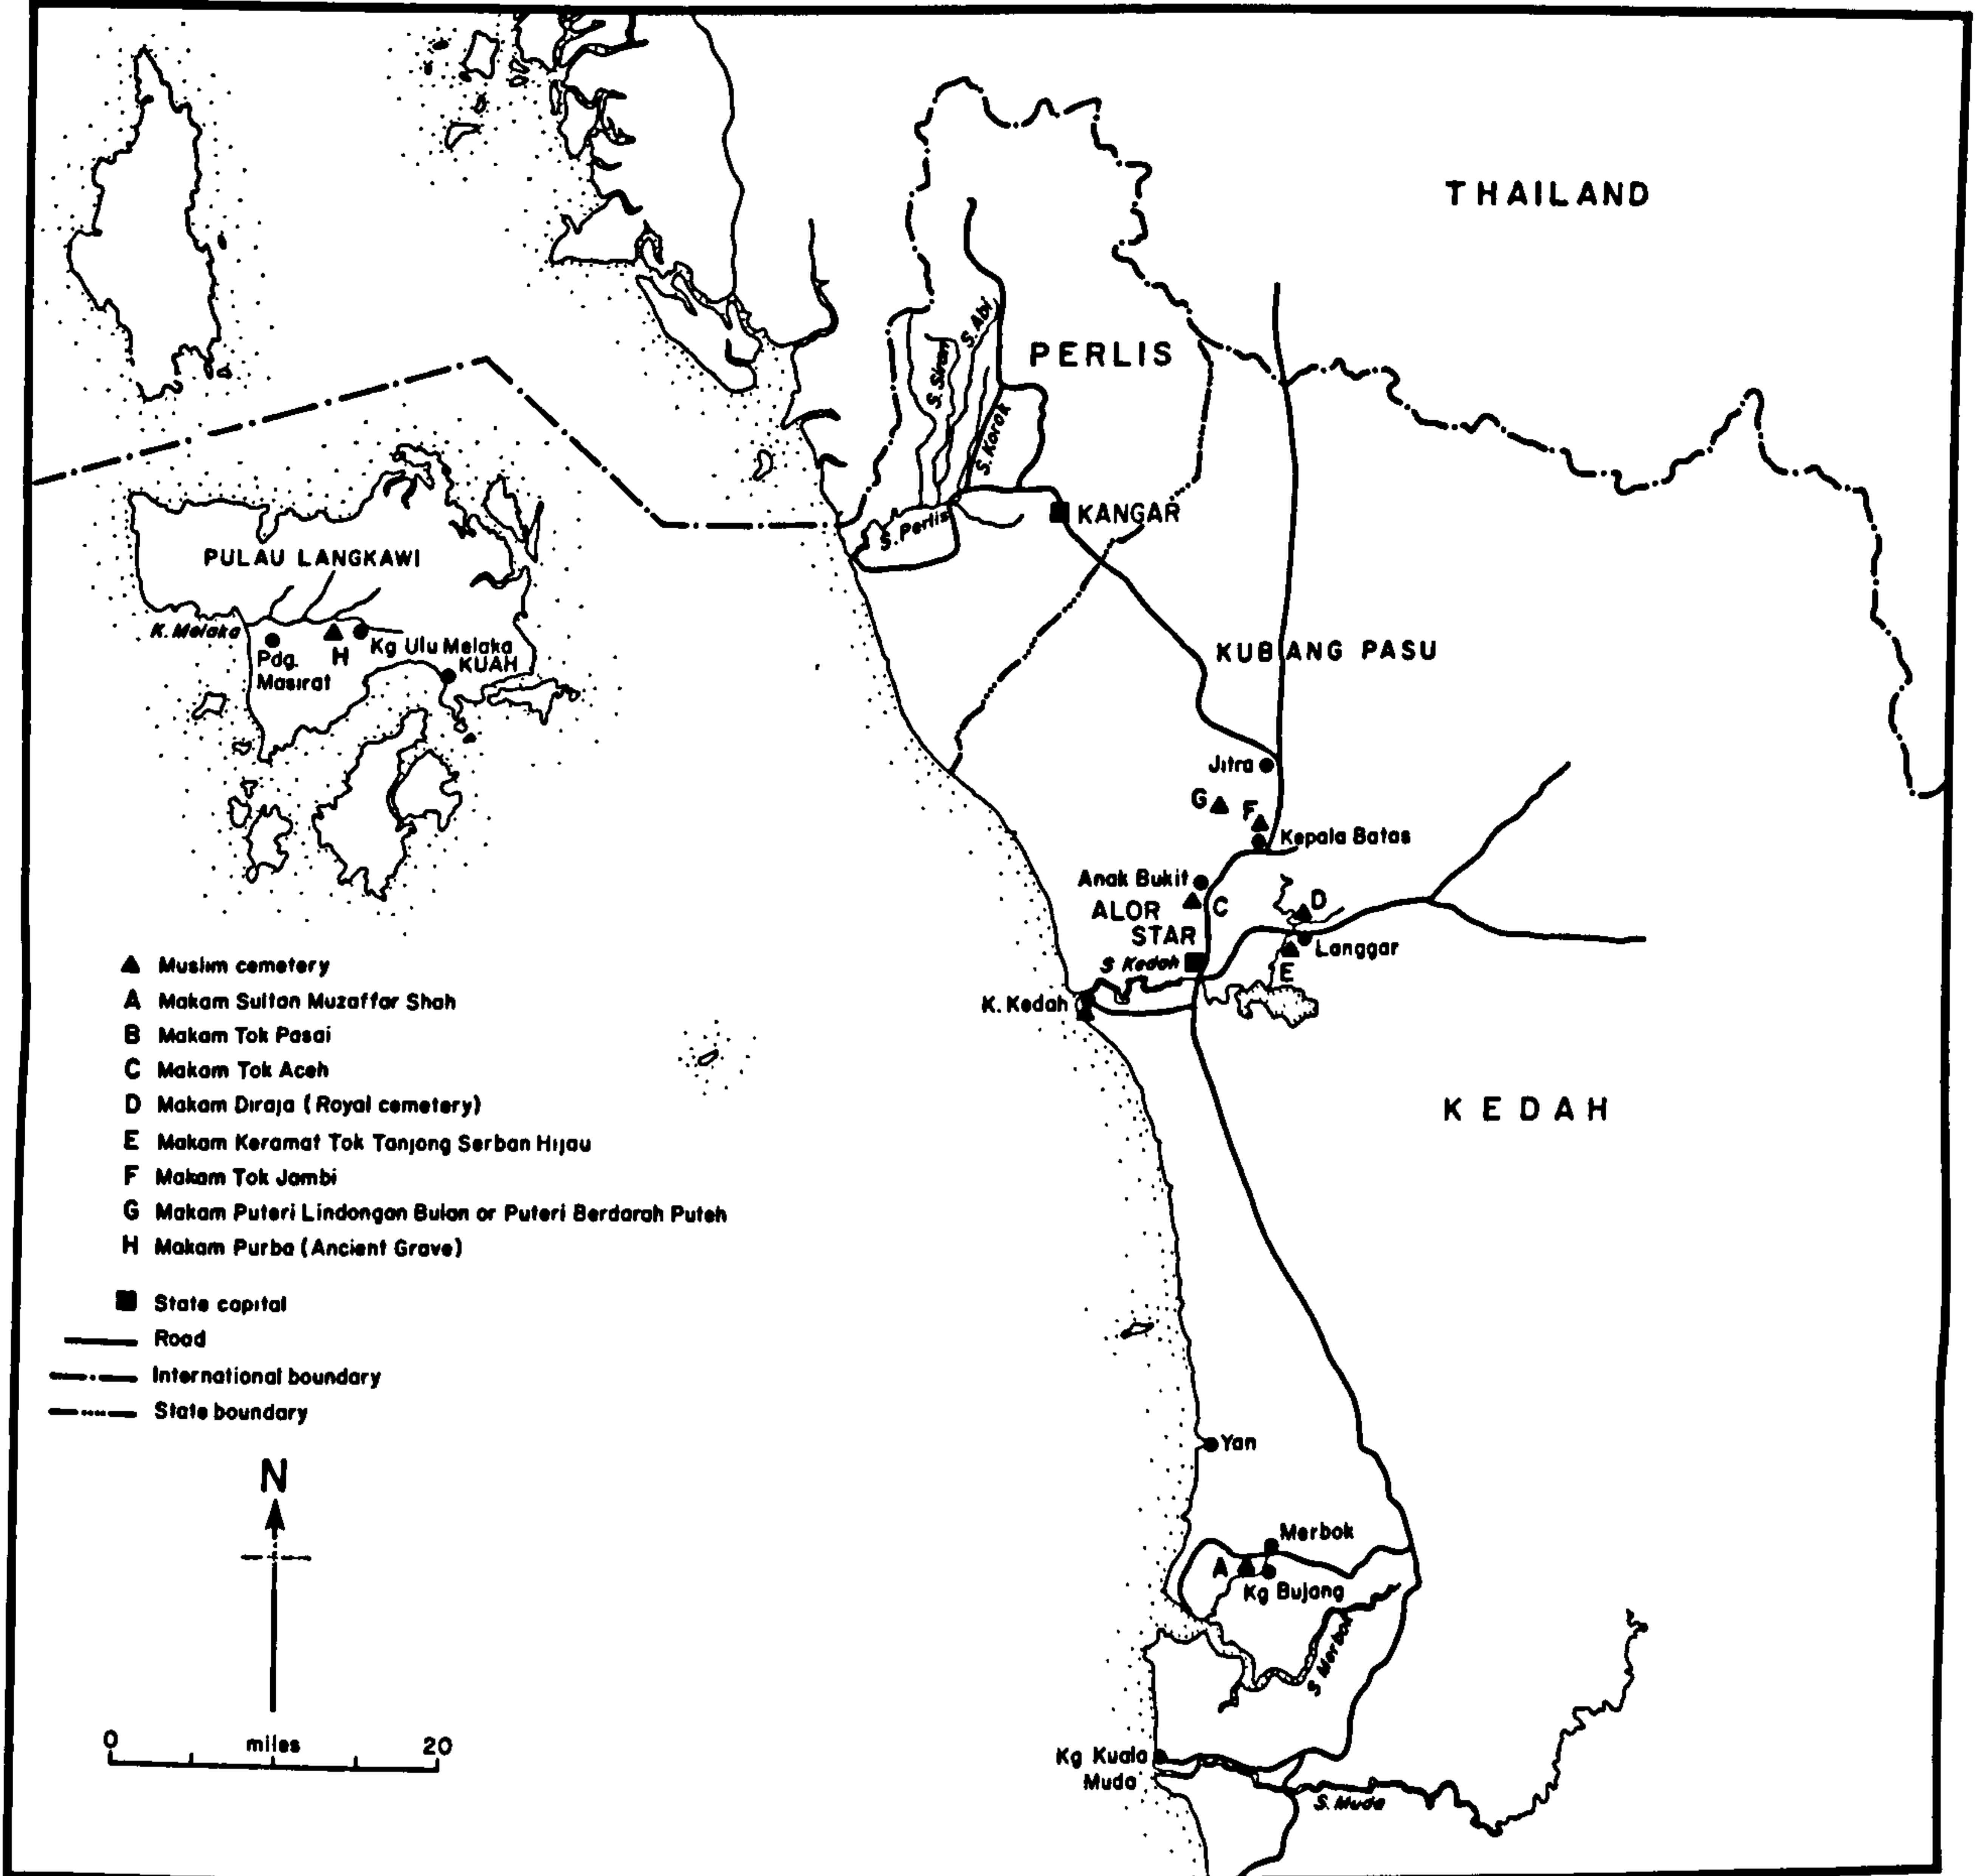 THAILAND
PERLIS
S. Abi
S. Siran
S. Korok
S. Perlis
KANGAR
PULAU LANGKAWI
K. Melaka
Pdg.
Masirat
H
Kg Ulu Melaka
KUAH
KUBANG PASU
Jitra
G
F
Kepala Batas
Anak Bukit
ALOR
STAR
C
D
Langgar
E
S Kedah
K. Kedah
KEDAH
▲ Muslim cemetery
A Makam Sultan Muzaffar Shah
B Makam Tok Pasai
C Makam Tok Aceh
D Makam Diraja (Royal cemetery)
E Makam Keramat Tok Tanjong Serban Hijau
F Makam Tok Jambi
G Makam Puteri Lindongan Bulan or Puteri Berdarah Puteh
H Makam Purba (Ancient Grave)
■ State capital
Road
International boundary
State boundary
N
0 miles 20
Yan
Merbok
A
Kg Bujang
S Merbok
Kg Kuala
Muda
S. Muda